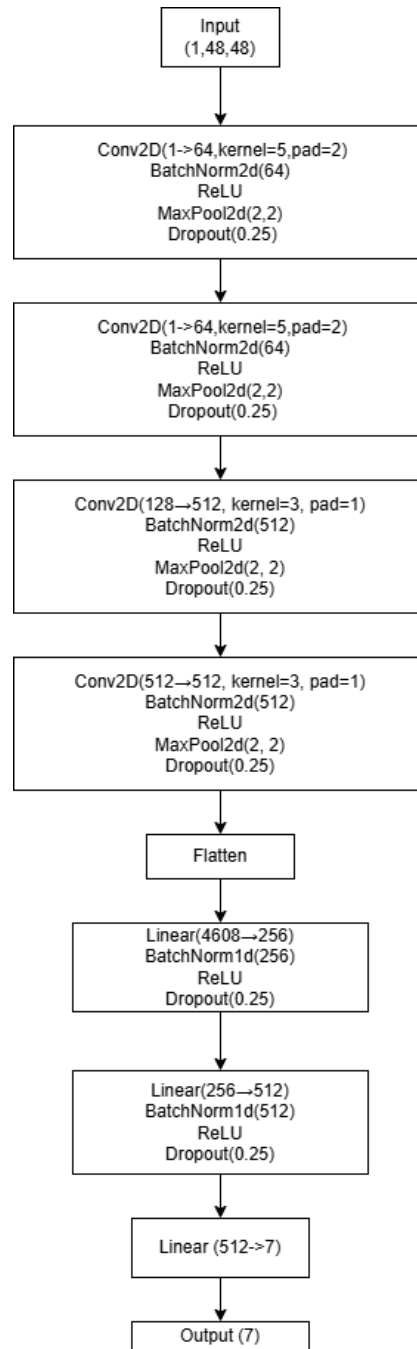 Input
(1,48,48)
Conv2D(1->64,kernel=5,pad=2)
BatchNorm2d(64)
ReLU
MaxPool2d(2,2)
Dropout(0.25)
Conv2D(1->64,kernel=5,pad=2)
BatchNorm2d(64)
ReLU
MaxPool2d(2,2)
Dropout(0.25)
Conv2D(128→512, kernel=3, pad=1)
BatchNorm2d(512)
ReLU
MaxPool2d(2, 2)
Dropout(0.25)
Conv2D(512→512, kernel=3, pad=1)
BatchNorm2d(512)
ReLU
MaxPool2d(2, 2)
Dropout(0.25)
Flatten
Linear(4608→256)
BatchNorm1d(256)
ReLU
Dropout(0.25)
Linear(256→512)
BatchNorm1d(512)
ReLU
Dropout(0.25)
Linear (512->7)
Output (7)